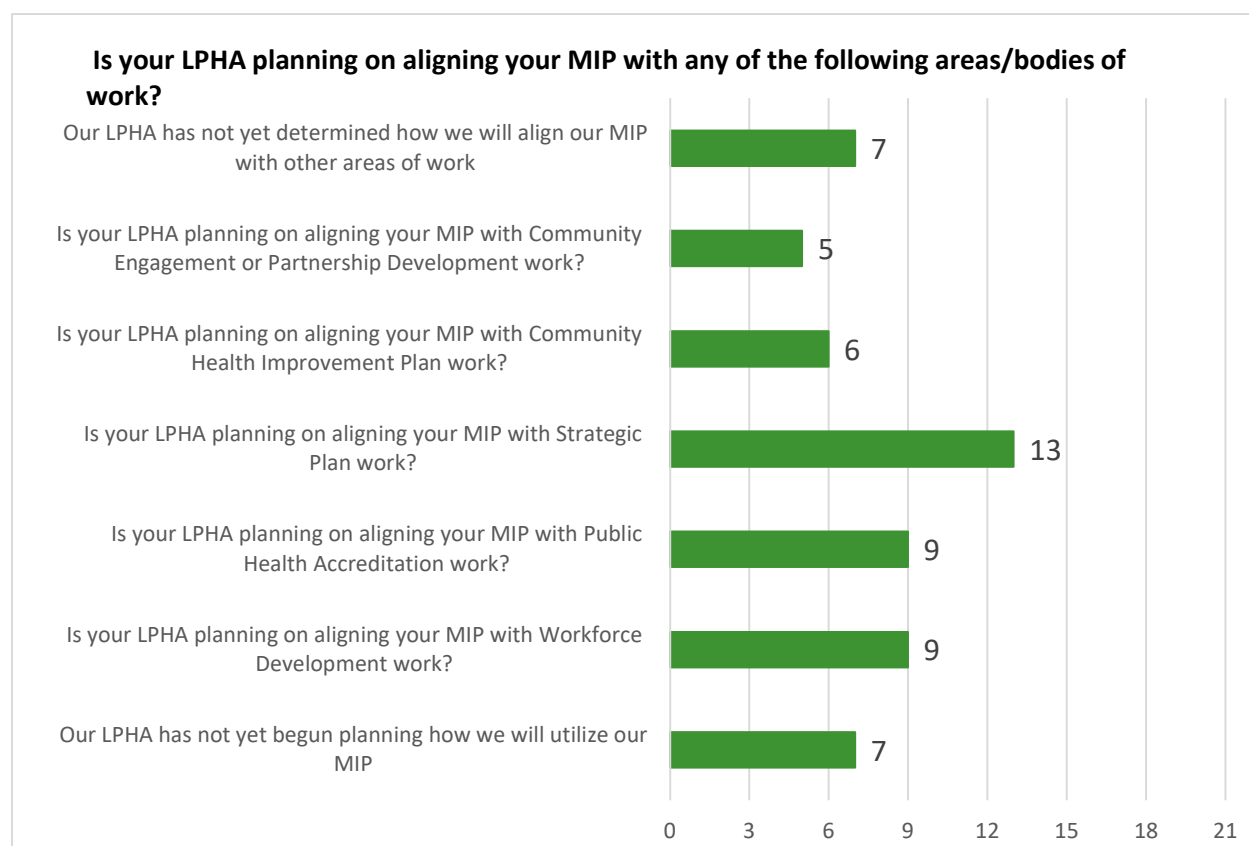 Is your LPHA planning on aligning your MIP with any of the following areas/bodies of
work?
Our LPHA has not yet determined how we will align our MIP
with other areas of work
7
Is your LPHA planning on aligning your MIP with Community
Engagement or Partnership Development work?
5
Is your LPHA planning on aligning your MIP with Community
Health Improvement Plan work?
6
Is your LPHA planning on aligning your MIP with Strategic
Plan work?
13
Is your LPHA planning on aligning your MIP with Public
Health Accreditation work?
9
Is your LPHA planning on aligning your MIP with Workforce
Development work?
9
Our LPHA has not yet begun planning how we will utilize our
MIP
7
0 3 6 9 12 15 18 21